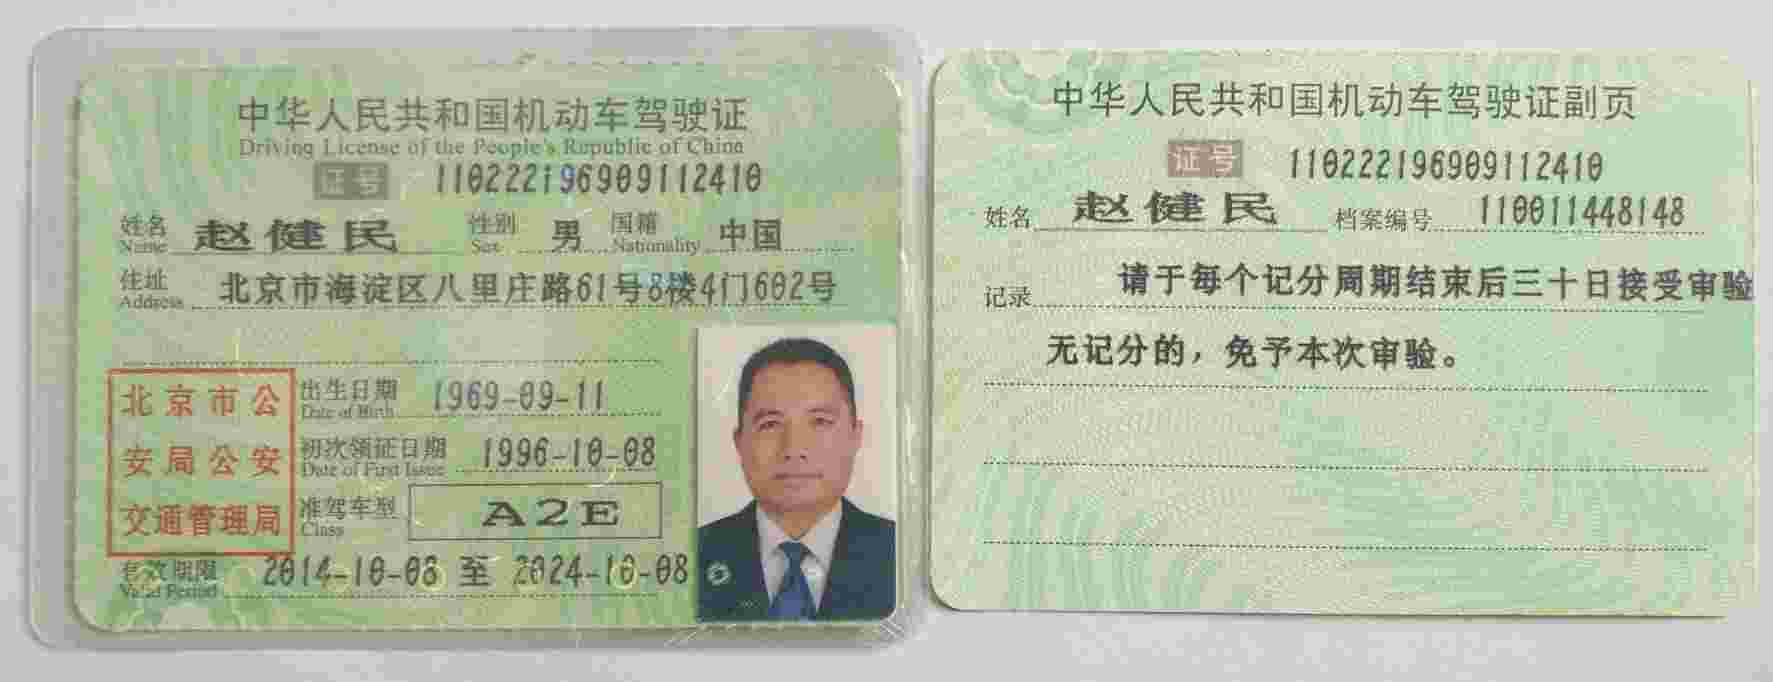 中华人民共和国机动车驾驶证
Driving License of the People's Republic of China
证号 110222196909112410
姓名 赵健民 性别 男 国籍 中国
Name Sex Nationality
住址 北京市海淀区八里庄路61号8楼4门602号
Address
出生日期 1969-09-11
Date of Birth
初次领证日期 1996-10-08
Date of First Issue
准驾车型 A2E
Class
有效期限 2014-10-08 至 2024-10-08
Valid Period
北京市公
安局公安
交通管理局
中华人民共和国机动车驾驶证副页
证号 110222196909112410
姓名 赵健民 档案编号 110011448148
记录 请于每个记分周期结束后三十日接受审验
无记分的，免予本次审验。